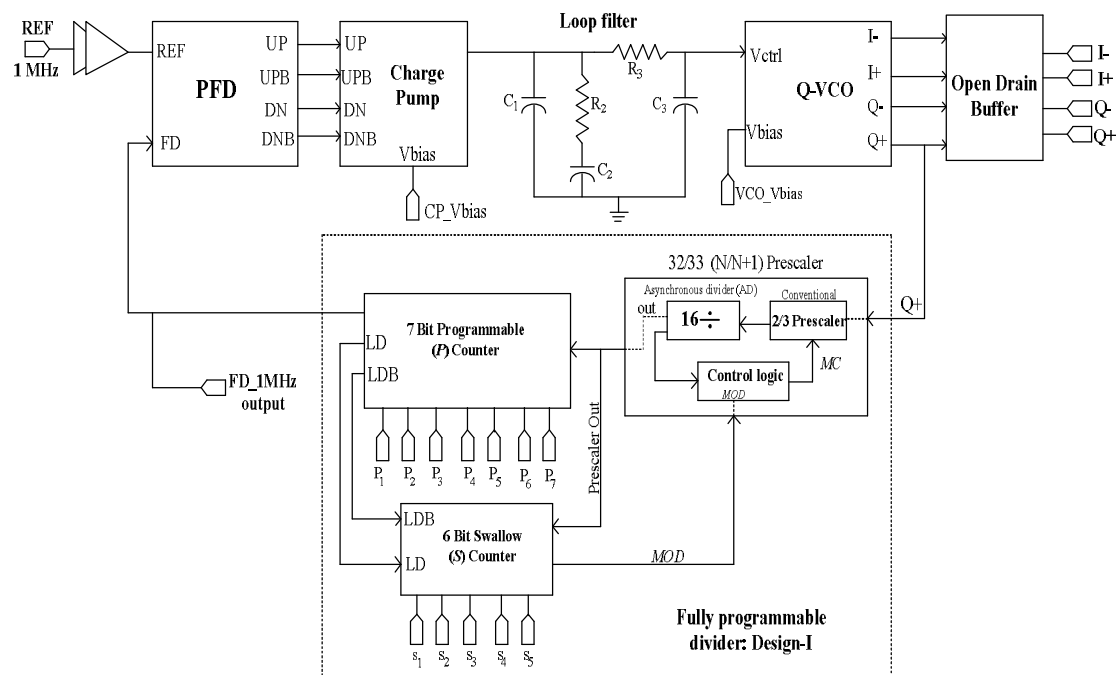 REF
1 MHz
REF
FD
PFD
UP
UPB
DN
DNB
UP
UPB
DN
DNB
Charge
Pump
Vbias
CP_Vbias
Loop filter
C1
R2
C2
R3
C3
Vctrl
Vbias
Q-VCO
VCO_Vbias
I-
I+
Q-
Q+
Open Drain
Buffer
I-
I+
Q-
Q+
32/33 (N/N+1) Prescaler
Asynchronous divider(AD)
Conventional
out
16÷
2/3 Prescaler
Q+
MC
Control logic
MOD
7 Bit Programmable
(P) Counter
LD
LDB
FD_1MHz
output
P1
P2
P3
P4
P5
P6
P7
Prescaler Out
LDB
LD
6 Bit Swallow
(S) Counter
MOD
s1
s2
s3
s4
s5
Fully programmable
divider: Design-I